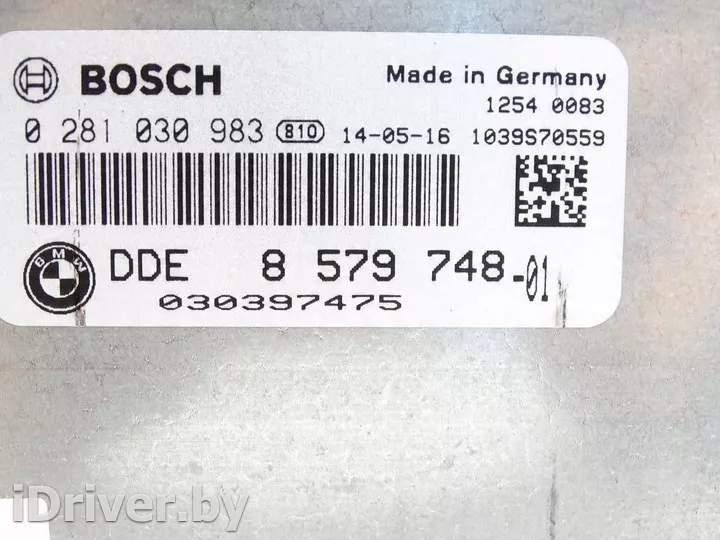 BOSCH
Made in Germany
1254 0083
0 281 030 983 810 14-05-16 1039S70559
BMW DDE 8 579 748-01
030397475
iDriver.by